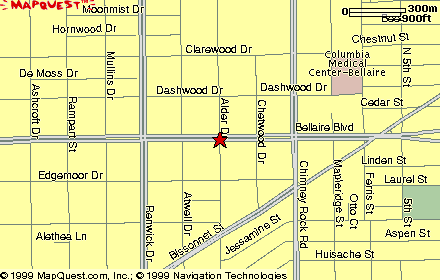 MAPQUEST
Moonmist Dr
0 300m
900ft
Hornwood Dr
Chestnut St
Mullins Dr
Clarewood Dr
N 5th St
Columbia
Medical
Center-Bellaire
De Moss Dr
Dashwood Dr
Dashwood Dr
Ashcroft Dr
Rampart St
Alder Dr
Chetwood Dr
Cedar St
Bellaire Blvd
Linden St
Edgemoor Dr
Laurel St
Renwick Dr
Atwell Dr
Chimney Rock Rd
Mapleridge St
Otto Ct
Ferris St
5th St
Bissonnet St
Jessamine St
Aspen St
Alethea Ln
Huisache St
© 1999 MapQuest.com, Inc.; © 1999 Navigation Technologies